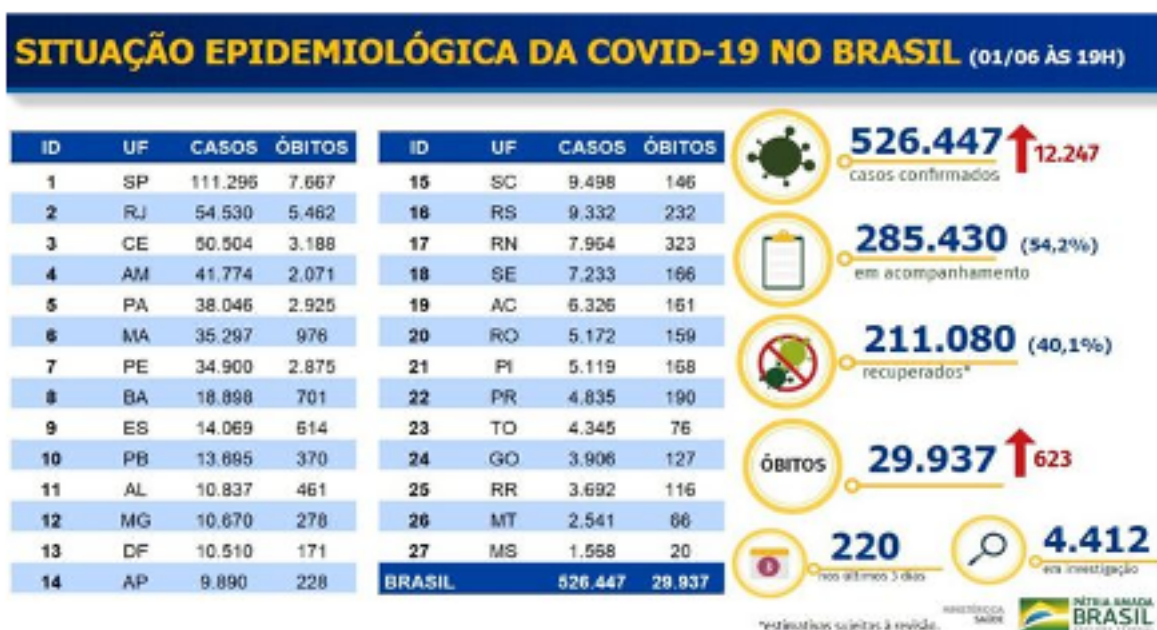 SITUAÇÃO EPIDEMIOLÓGICA DA COVID-19 NO BRASIL (01/06 ÀS 19H)
ID UF CASOS ÓBITOS
1 SP 111.296 7.667
2 RJ 54.530 5.462
3 CE 50.504 3.188
4 AM 41.774 2.071
5 PA 38.046 2.925
6 MA 35.297 976
7 PE 34.900 2.875
8 BA 18.898 701
9 ES 14.069 614
10 PB 13.695 370
11 AL 10.837 461
12 MG 10.670 278
13 DF 10.510 171
14 AP 9.890 228
ID UF CASOS ÓBITOS
15 SC 9.498 146
16 RS 9.332 232
17 RN 7.964 323
18 SE 7.233 166
19 AC 6.326 161
20 RO 5.172 159
21 PI 5.119 168
22 PR 4.835 190
23 TO 4.345 76
24 GO 3.906 127
25 RR 3.692 116
26 MT 2.541 66
27 MS 1.568 20
BRASIL 526.447 29.937
526.447 12.247
casos confirmados
285.430 (54,2%)
em acompanhamento
211.080 (40,1%)
recuperados*
ÓBITOS 29.937 623
220
nos últimos 3 dias
4.412
em investigação
*estimativas sujeitas à revisão.
MINISTÉRIO DA
SAÚDE
PÁTRIA AMADA
BRASIL